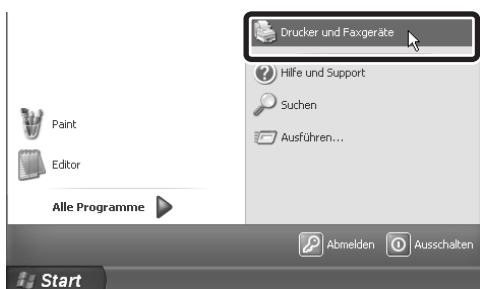 Drucker und Faxgeräte
Hilfe und Support
Suchen
Ausführen...
Paint
Editor
Alle Programme
Abmelden
Ausschalten
Start